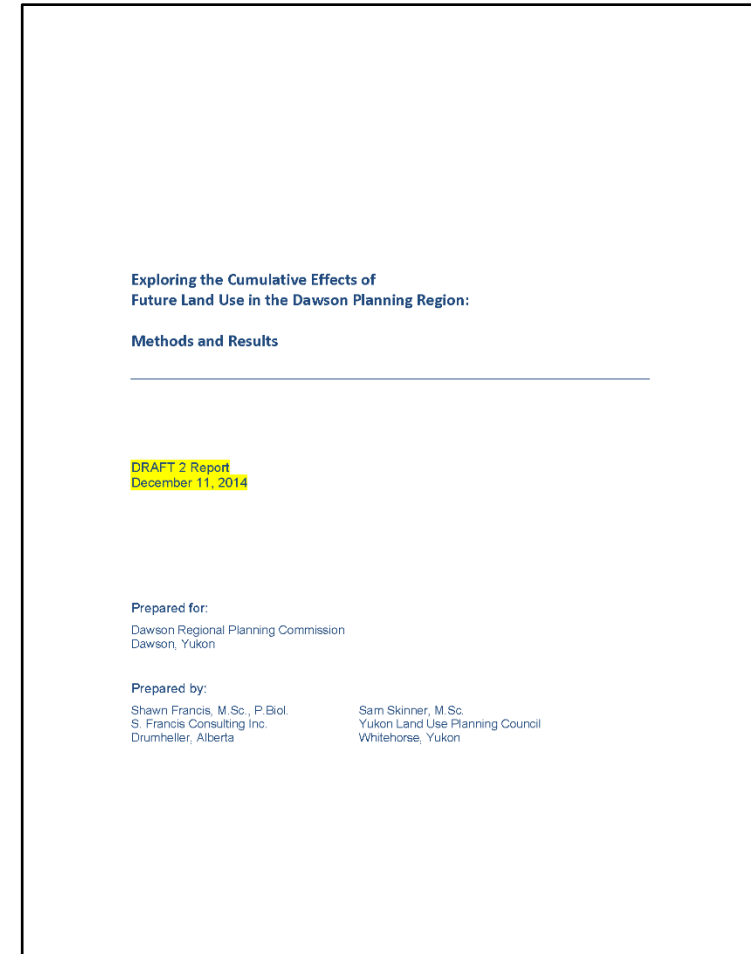 Exploring the Cumulative Effects of
Future Land Use in the Dawson Planning Region:
Methods and Results
DRAFT 2 Report
December 11, 2014
Prepared for:
Dawson Regional Planning Commission
Dawson, Yukon
Prepared by:
Shawn Francis, M.Sc., P.Biol.
S. Francis Consulting Inc.
Drumheller, Alberta
Sam Skinner, M.Sc.
Yukon Land Use Planning Council
Whitehorse, Yukon